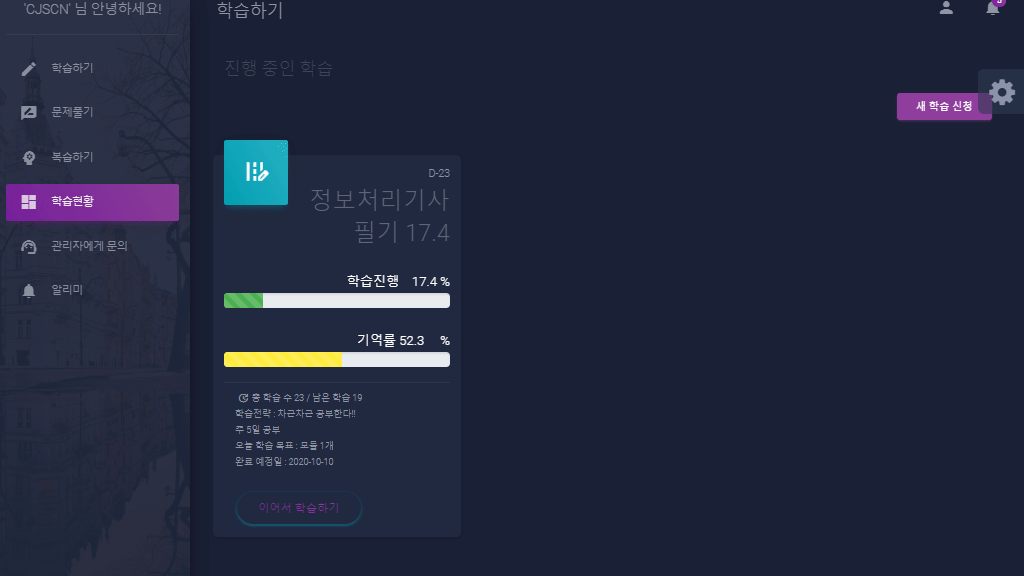 'CJSCN' 님 안녕하세요!
학습하기
문제풀기
복습하기
학습현황
관리자에게 문의
알리미
학습하기
진행 중인 학습
새 학습 신청
D-23
정보처리기사
필기 17.4
학습진행 17.4 %
기억률 52.3 %
총 학습 수 23 / 남은 학습 19
학습전략 : 차근차근 공부한다!!
주 5일 공부
오늘 학습 목표 : 모듈 1개
완료 예정일 : 2020-10-10
이어서 학습하기